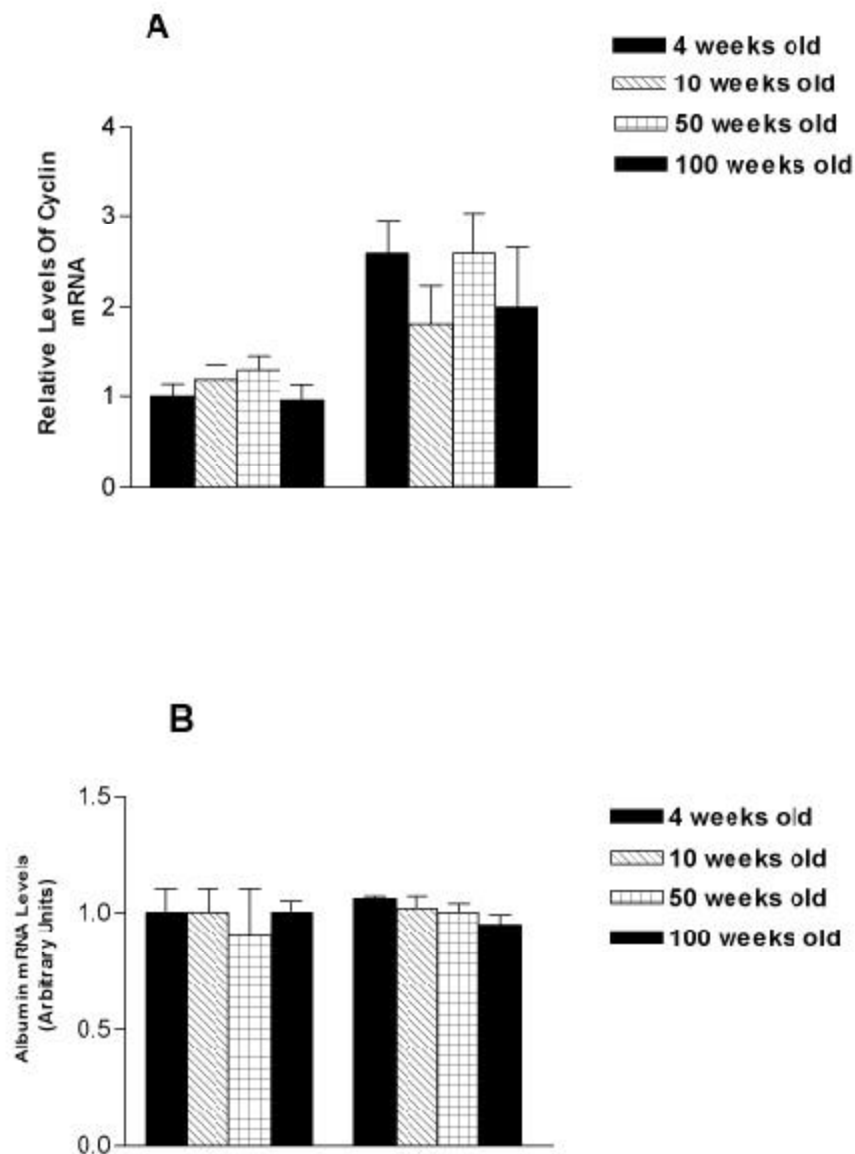 A
4 weeks old
10 weeks old
50 weeks old
100 weeks old
4
3
2
1
0
Relative Levels Of Cyclin
mRNA
B
1.5
1.0
0.5
0.0
Albumin mRNA Levels
(Arbitrary Units)
4 weeks old
10 weeks old
50 weeks old
100 weeks old